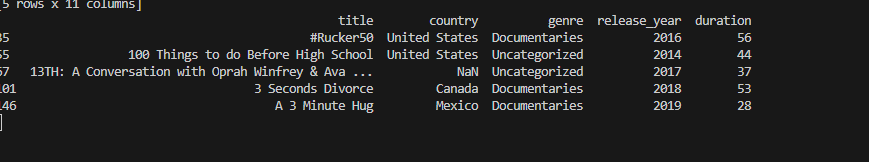 [5 rows x 11 columns]
title country genre release_year duration
35 #Rucker50 United States Documentaries 2016 56
55 100 Things to do Before High School United States Uncategorized 2014 44
67 13TH: A Conversation with Oprah Winfrey & Ava ... NaN Uncategorized 2017 37
101 3 Seconds Divorce Canada Documentaries 2018 53
146 A 3 Minute Hug Mexico Documentaries 2019 28